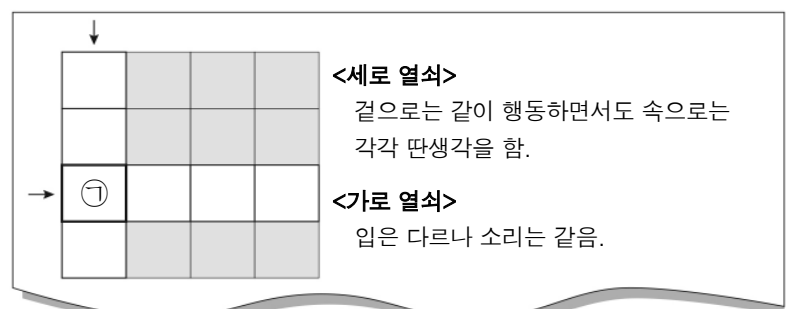 <세로 열쇠>
겉으로는 같이 행동하면서도 속으로는
각각 딴생각을 함.
㉠
<가로 열쇠>
입은 다르나 소리는 같음.